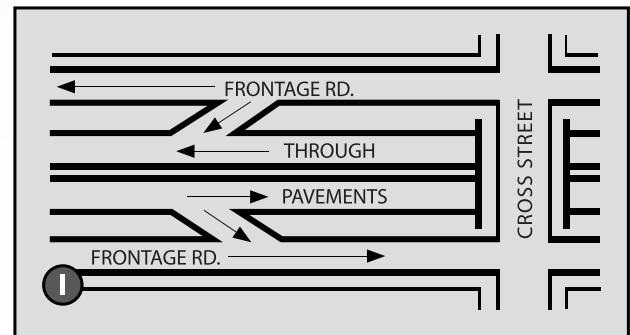 FRONTAGE RD.
THROUGH
PAVEMENTS
FRONTAGE RD.
CROSS STREET
I